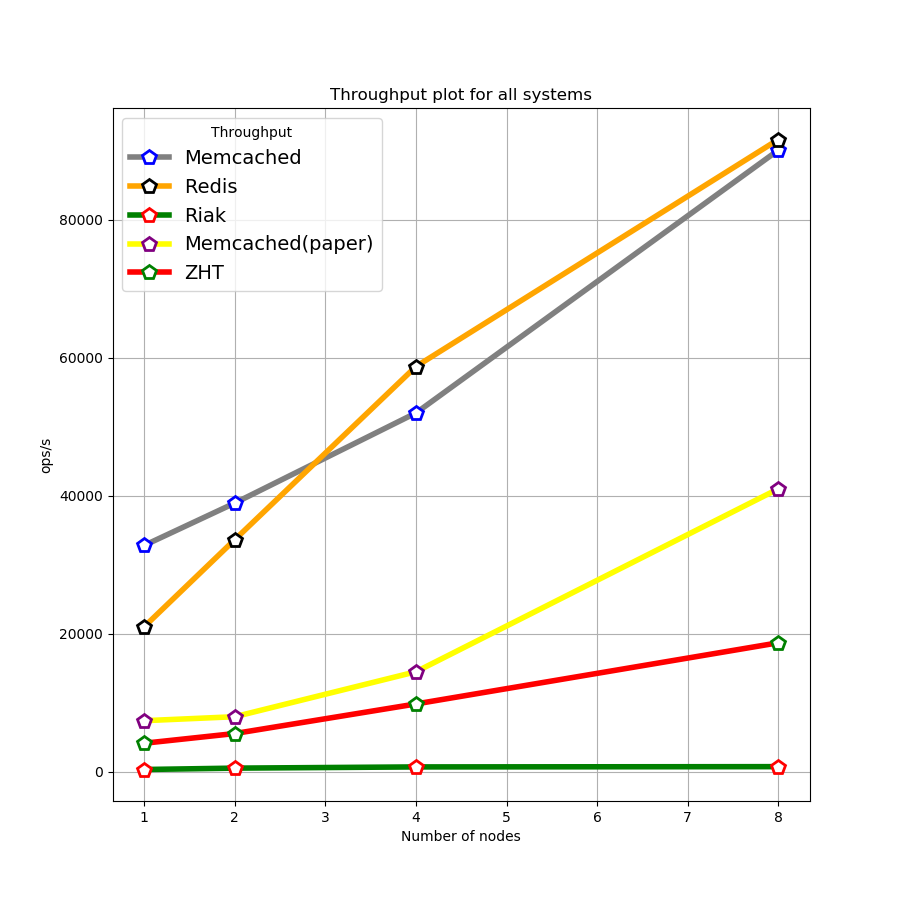 Throughput plot for all systems
Throughput
Memcached
Redis
Riak
Memcached(paper)
ZHT
80000
60000
40000
20000
0
ops/s
1 2 3 4 5 6 7 8
Number of nodes